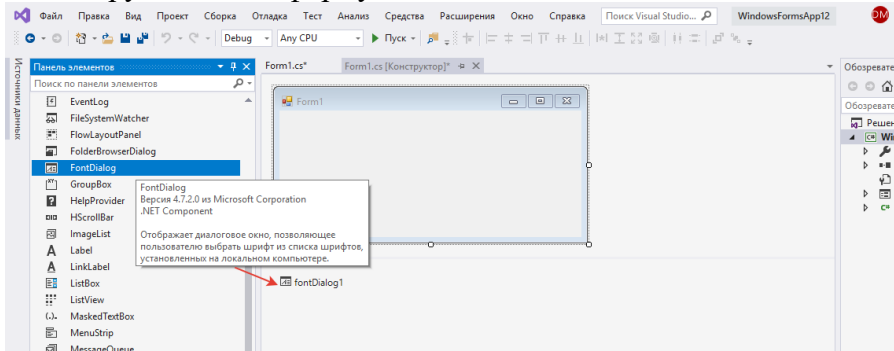 Файл Правка Вид Проект Сборка Отладка Тест Анализ Средства Расширения Окно Справка Поиск Visual Studio... WindowsFormsApp12 DM
Debug Any CPU Пуск
Источники данных
Панель элементов
Form1.cs*
Form1.cs [Конструктор]*
Обозревате
Поиск по панели элементов
EventLog
FileSystemWatcher
FlowLayoutPanel
FolderBrowserDialog
FontDialog
GroupBox
HelpProvider
HScrollBar
ImageList
Label
LinkLabel
ListBox
ListView
MaskedTextBox
MenuStrip
MessageQueue
FontDialog
Версия 4.7.2.0 из Microsoft Corporation
.NET Component
Отображает диалоговое окно, позволяющее
пользователю выбрать шрифт из списка шрифтов,
установленных на локальном компьютере.
Form1
fontDialog1
Обозревате
Решен
Wi